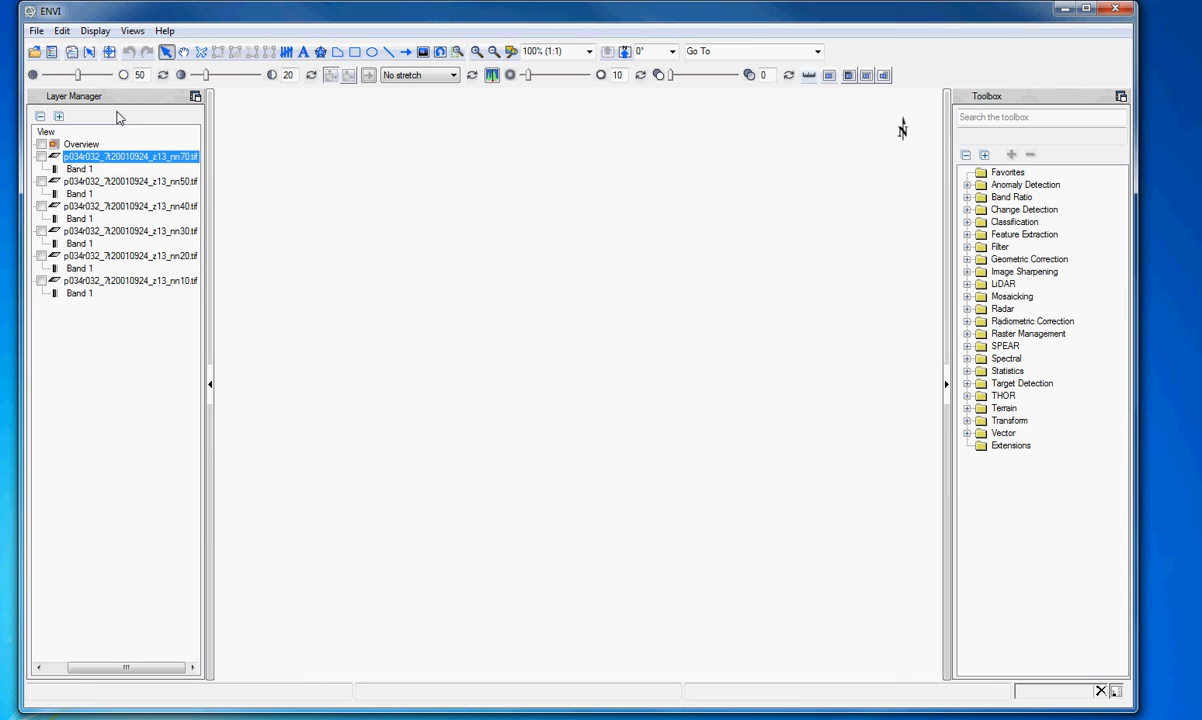 ENVI
File Edit Display Views Help
100% (1:1) 0° Go To
50 20 No stretch 10 0
Layer Manager
View
Overview
p034r032_7t20010924_z13_nn70.tif
Band 1
p034r032_7t20010924_z13_nn50.tif
Band 1
p034r032_7t20010924_z13_nn40.tif
Band 1
p034r032_7t20010924_z13_nn30.tif
Band 1
p034r032_7t20010924_z13_nn20.tif
Band 1
p034r032_7t20010924_z13_nn10.tif
Band 1
N
Toolbox
Search the toolbox
Favorites
Anomaly Detection
Band Ratio
Change Detection
Classification
Feature Extraction
Filter
Geometric Correction
Image Sharpening
LiDAR
Mosaicking
Radar
Radiometric Correction
Raster Management
SPEAR
Spectral
Statistics
Target Detection
THOR
Terrain
Transform
Vector
Extensions